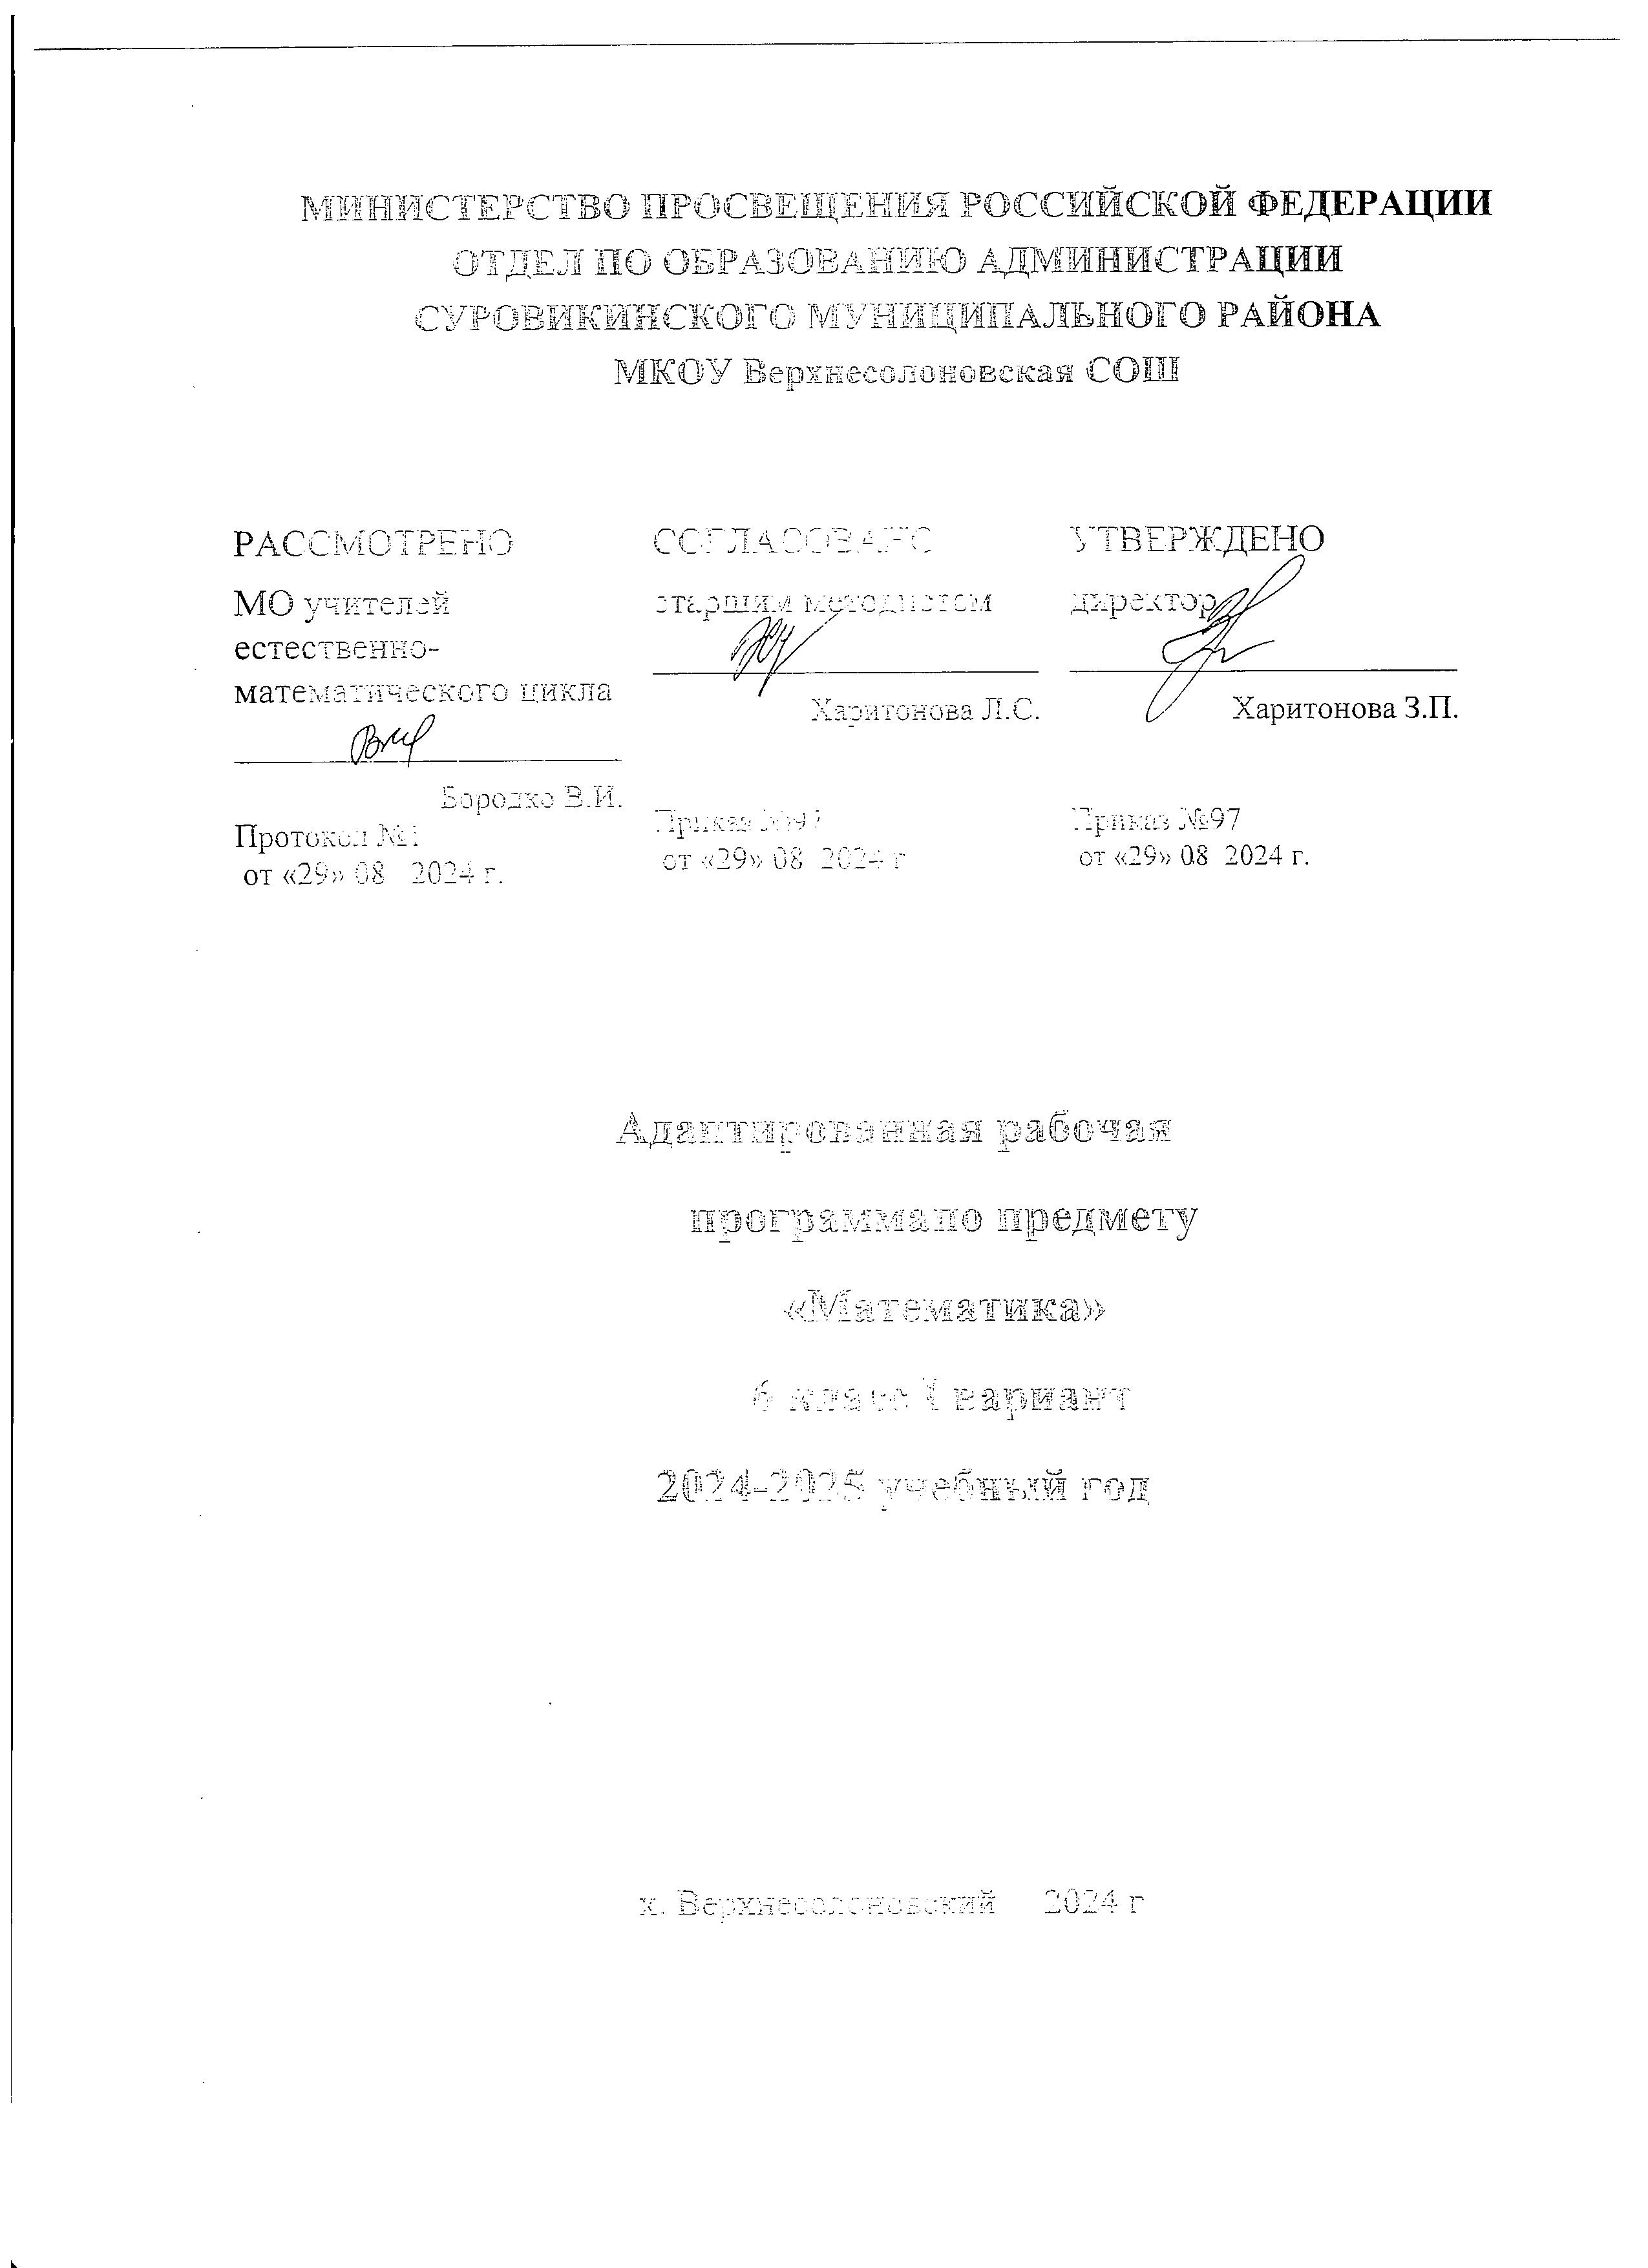 МИНИСТЕРСТВО ПРОСВЕЩЕНИЯ РОССИЙСКОЙ ФЕДЕРАЦИИ
ОТДЕЛ ПО ОБРАЗОВАНИЮ АДМИНИСТРАЦИИ
СУРОВИКИНСКОГО МУНИЦИПАЛЬНОГО РАЙОНА
МКОУ Верхнесолоновская СОШ
РАССМОТРЕНО
МО учителей
естественно-
математического цикла
Бородко В.И.
Протокол №1
от «29» 08 2024 г.
СОГЛАСОВАНО
старшим методистом
Харитонова Л.С.
Приказ №97
от «29» 08 2024 г
УТВЕРЖДЕНО
директор
Харитонова З.П.
Приказ №97
от «29» 08 2024 г.
Адаптированная рабочая
программапо предмету
«Математика»
6 класс 1 вариант
2024-2025 учебный год
х. Верхнесолоновский 2024 г